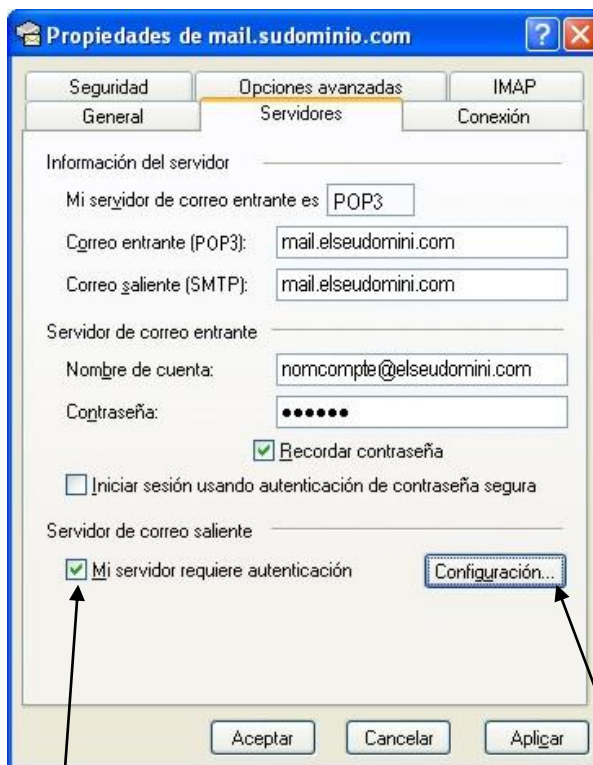 Propiedades de mail.sudominio.com
Seguridad Opciones avanzadas IMAP
General Servidores Conexión
Información del servidor
Mi servidor de correo entrante es POP3
Correo entrante (POP3): mail.elseudomini.com
Correo saliente (SMTP): mail.elseudomini.com
Servidor de correo entrante
Nombre de cuenta: nomcompte@elseudomini.com
Contraseña: ••••••
Recordar contraseña
Iniciar sesión usando autenticación de contraseña segura
Servidor de correo saliente
Mi servidor requiere autenticación Configuración...
Aceptar Cancelar Aplicar